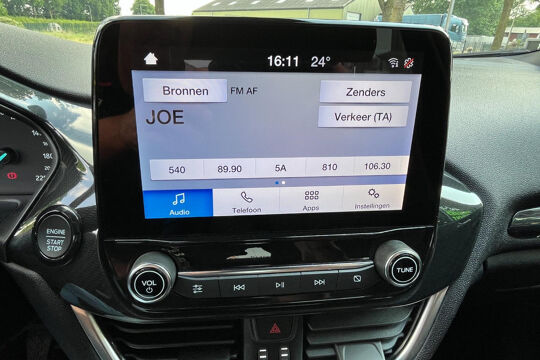 16:11 24°
Bronnen FM AF Zenders
JOE Verkeer (TA)
540 89.90 5A 810 106.30
Audio Telefoon Apps Instellingen
ENGINE
START
STOP
VOL
TUNE